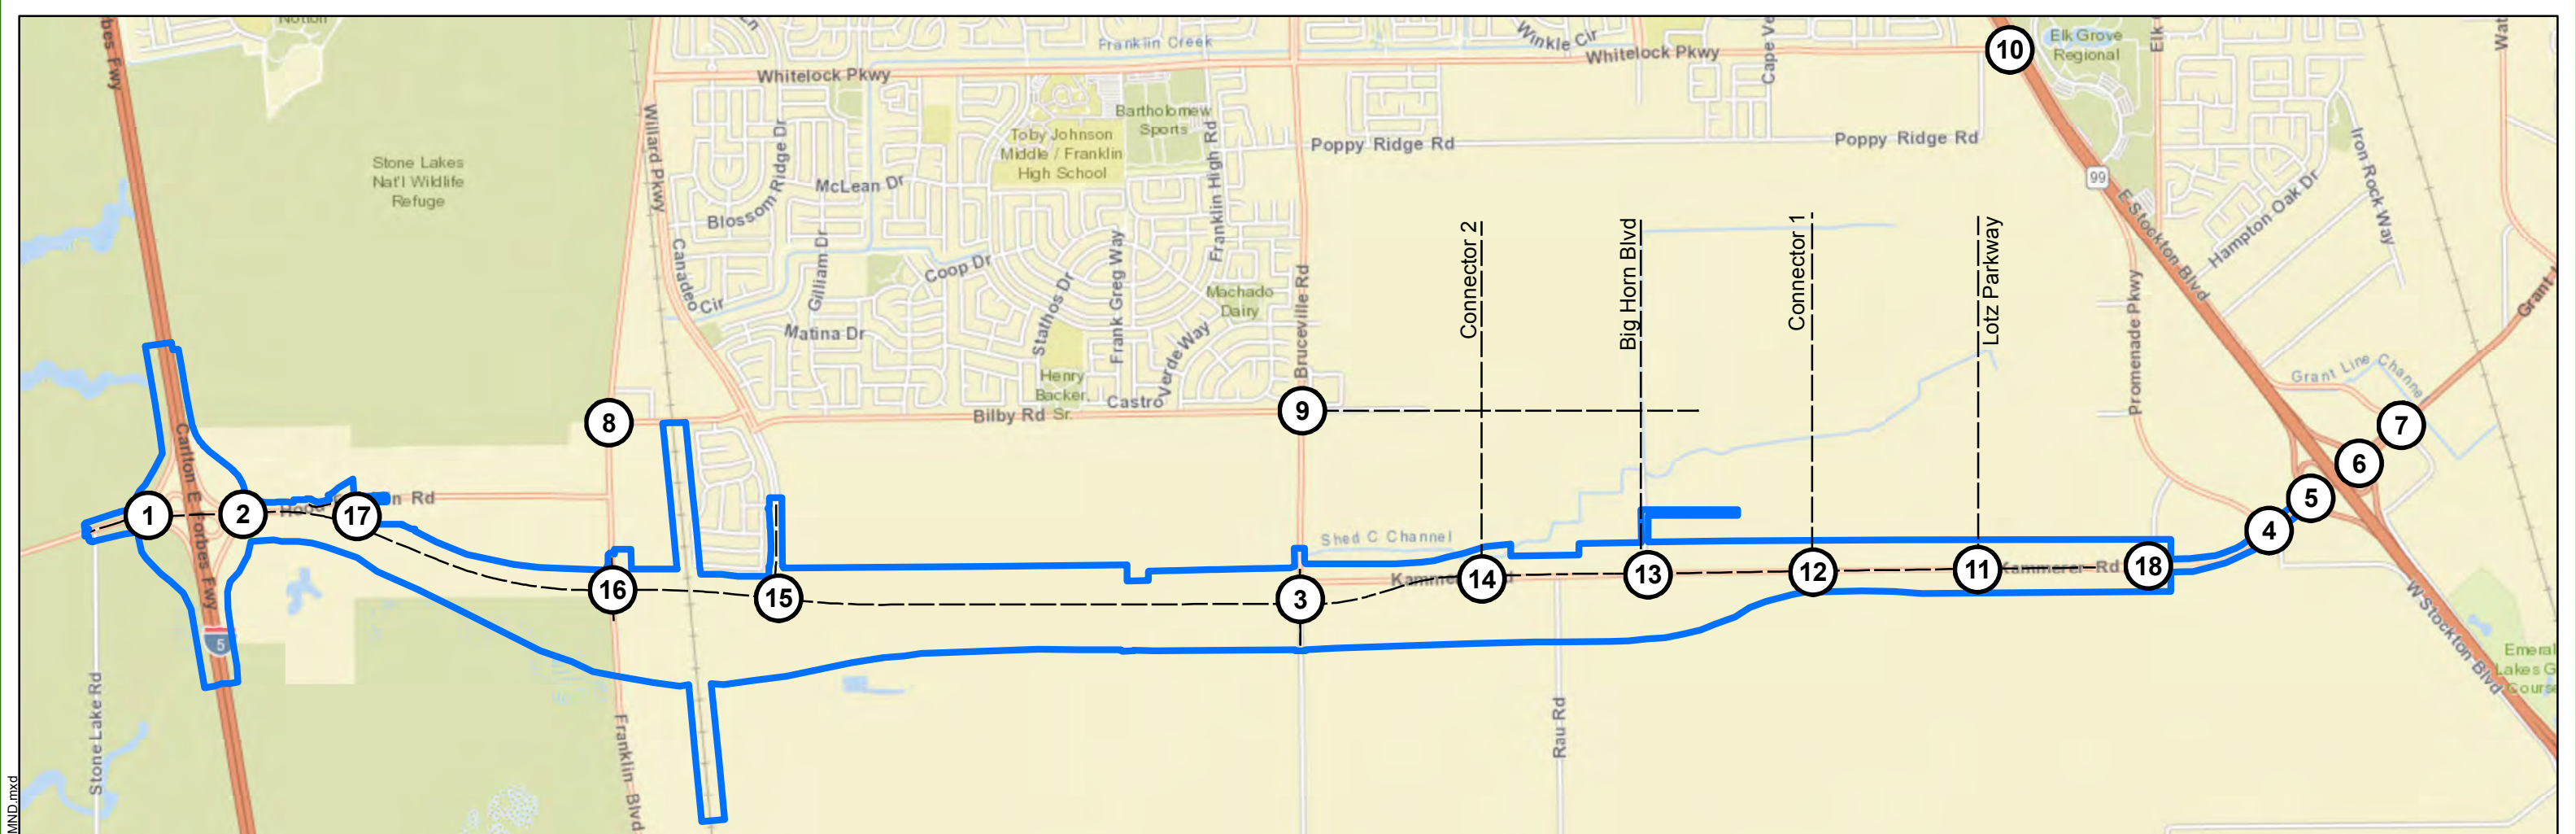 Franklin Creek
Winkle Cir
Whitelock Pkwy
Whitelock Pkwy
10
Elk Grove
Regional
Stone Lakes
Nat'l Wildlife
Refuge
Willard Pkwy
Blossom Ridge Dr
McLean Dr
Toby Johnson
Middle / Franklin
High School
Bartholomew
Sports
Franklin High Rd
Poppy Ridge Rd
Poppy Ridge Rd
99
E Stockton Blvd
Hampton Oak Dr
Iron Rock Way
Canadeo Cir
Gilliam Dr
Coop Dr
Stathos Dr
Frank Greg Way
Machado
Dairy
Matina Dr
Verde Way
Bruceville Rd
Connector 2
Big Horn Blvd
Connector 1
Lotz Parkway
Promenade Pkwy
Grant Line Channel
Henry
Backer,
Sr.
Castro
Bilby Rd
8
9
7
6
5
4
Carlton E Forbes Fwy
1
2
17
Shed C Channel
16
15
3
14
13
12
11
Kammerer Rd
18
5
Stone Lake Rd
Franklin Blvd
Rau Rd
W Stockton Blvd
MND.mxd